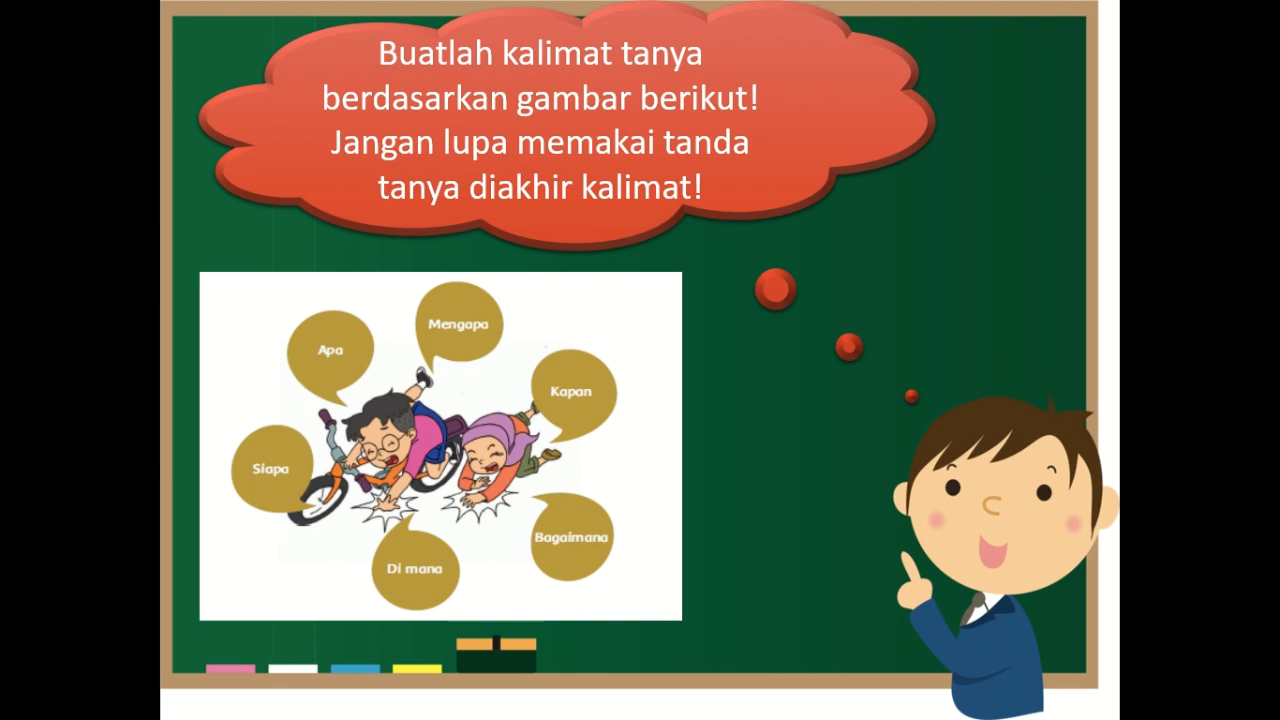 Buatlah kalimat tanya
berdasarkan gambar berikut!
Jangan lupa memakai tanda
tanya diakhir kalimat!
Mengapa
Apa
Kapan
Siapa
Bagaimana
Di mana